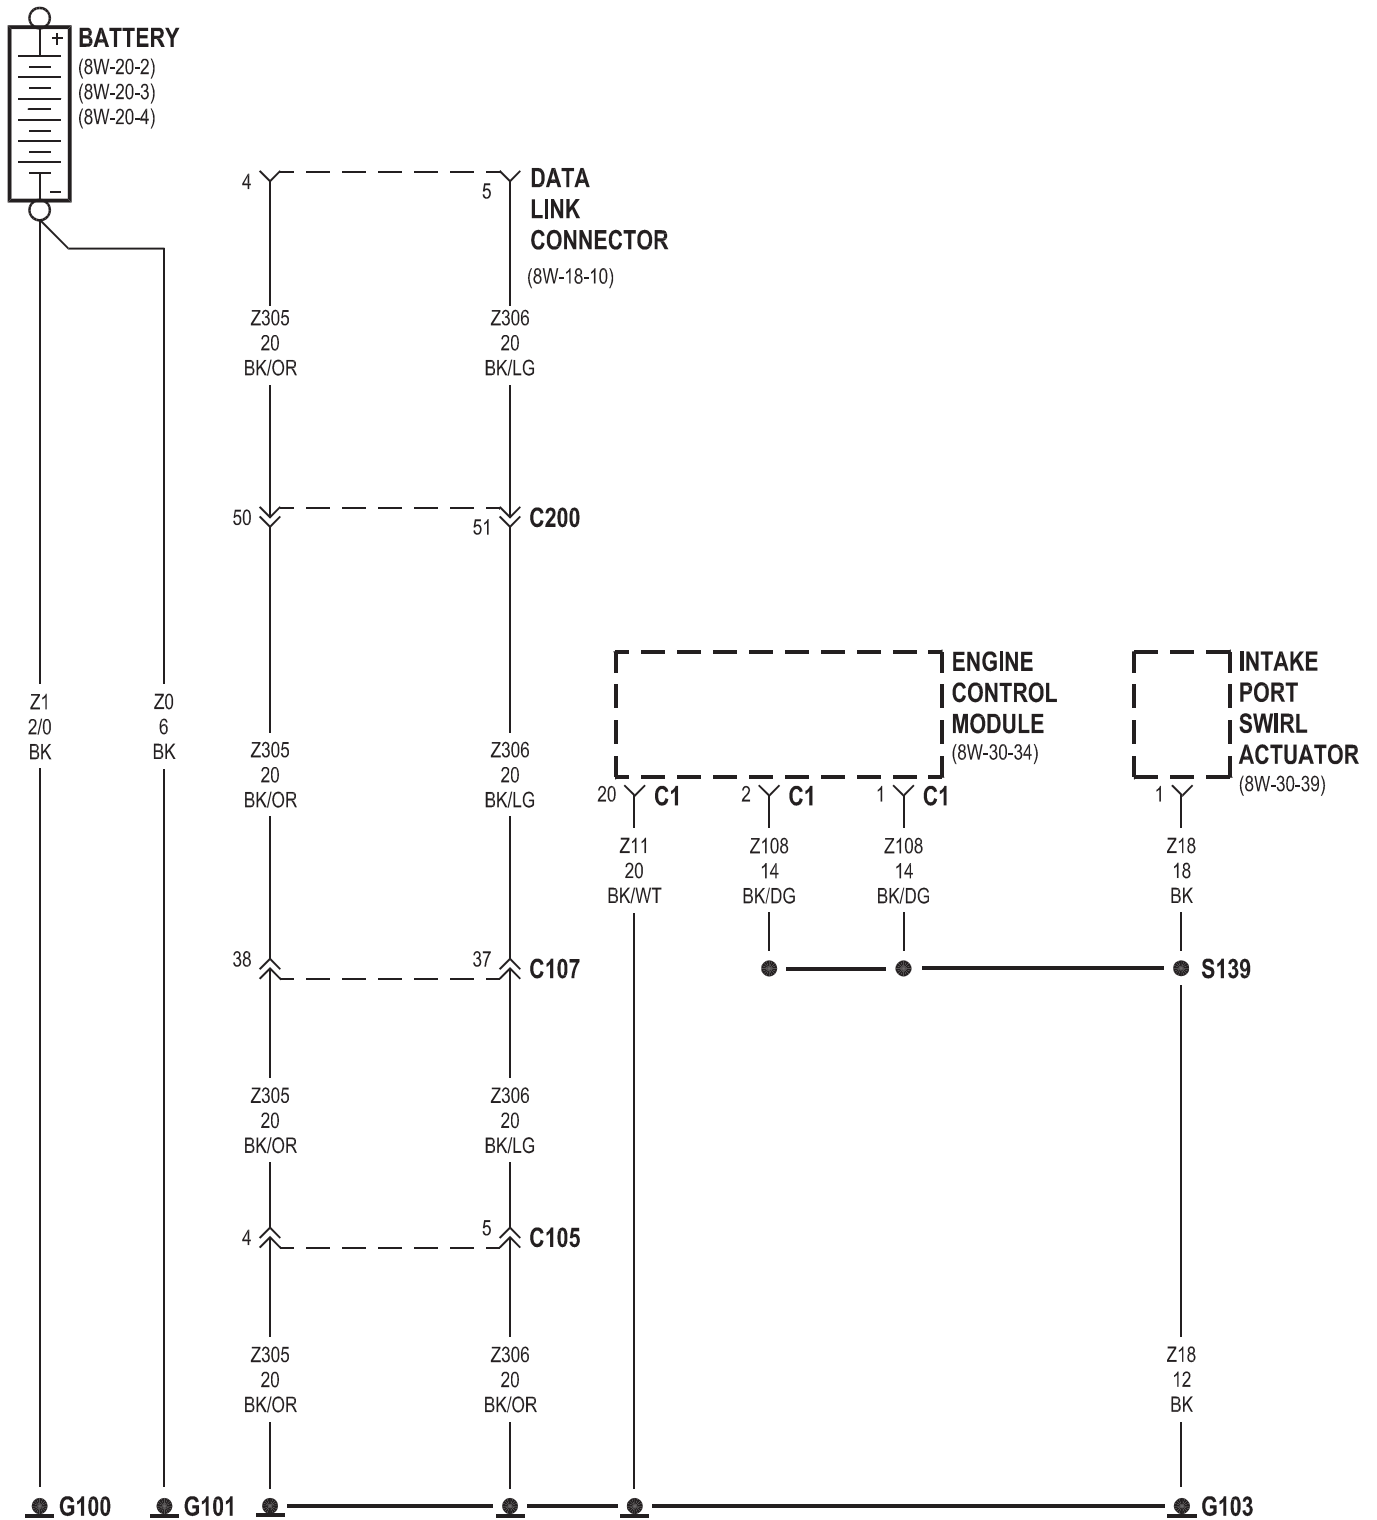 +
BATTERY
(8W-20-2)
(8W-20-3)
(8W-20-4)
–
4
5
DATA
LINK
CONNECTOR
(8W-18-10)
Z305
20
BK/OR
Z306
20
BK/LG
50
51
C200
ENGINE
CONTROL
MODULE
(8W-30-34)
INTAKE
PORT
SWIRL
ACTUATOR
(8W-30-39)
Z1
2/0
BK
Z0
6
BK
Z305
20
BK/OR
Z306
20
BK/LG
20
C1
2
C1
1
C1
1
Z11
20
BK/WT
Z108
14
BK/DG
Z108
14
BK/DG
Z18
18
BK
38
37
C107
S139
Z305
20
BK/OR
Z306
20
BK/LG
4
5
C105
Z305
20
BK/OR
Z306
20
BK/OR
Z18
12
BK
G100
G101
G103